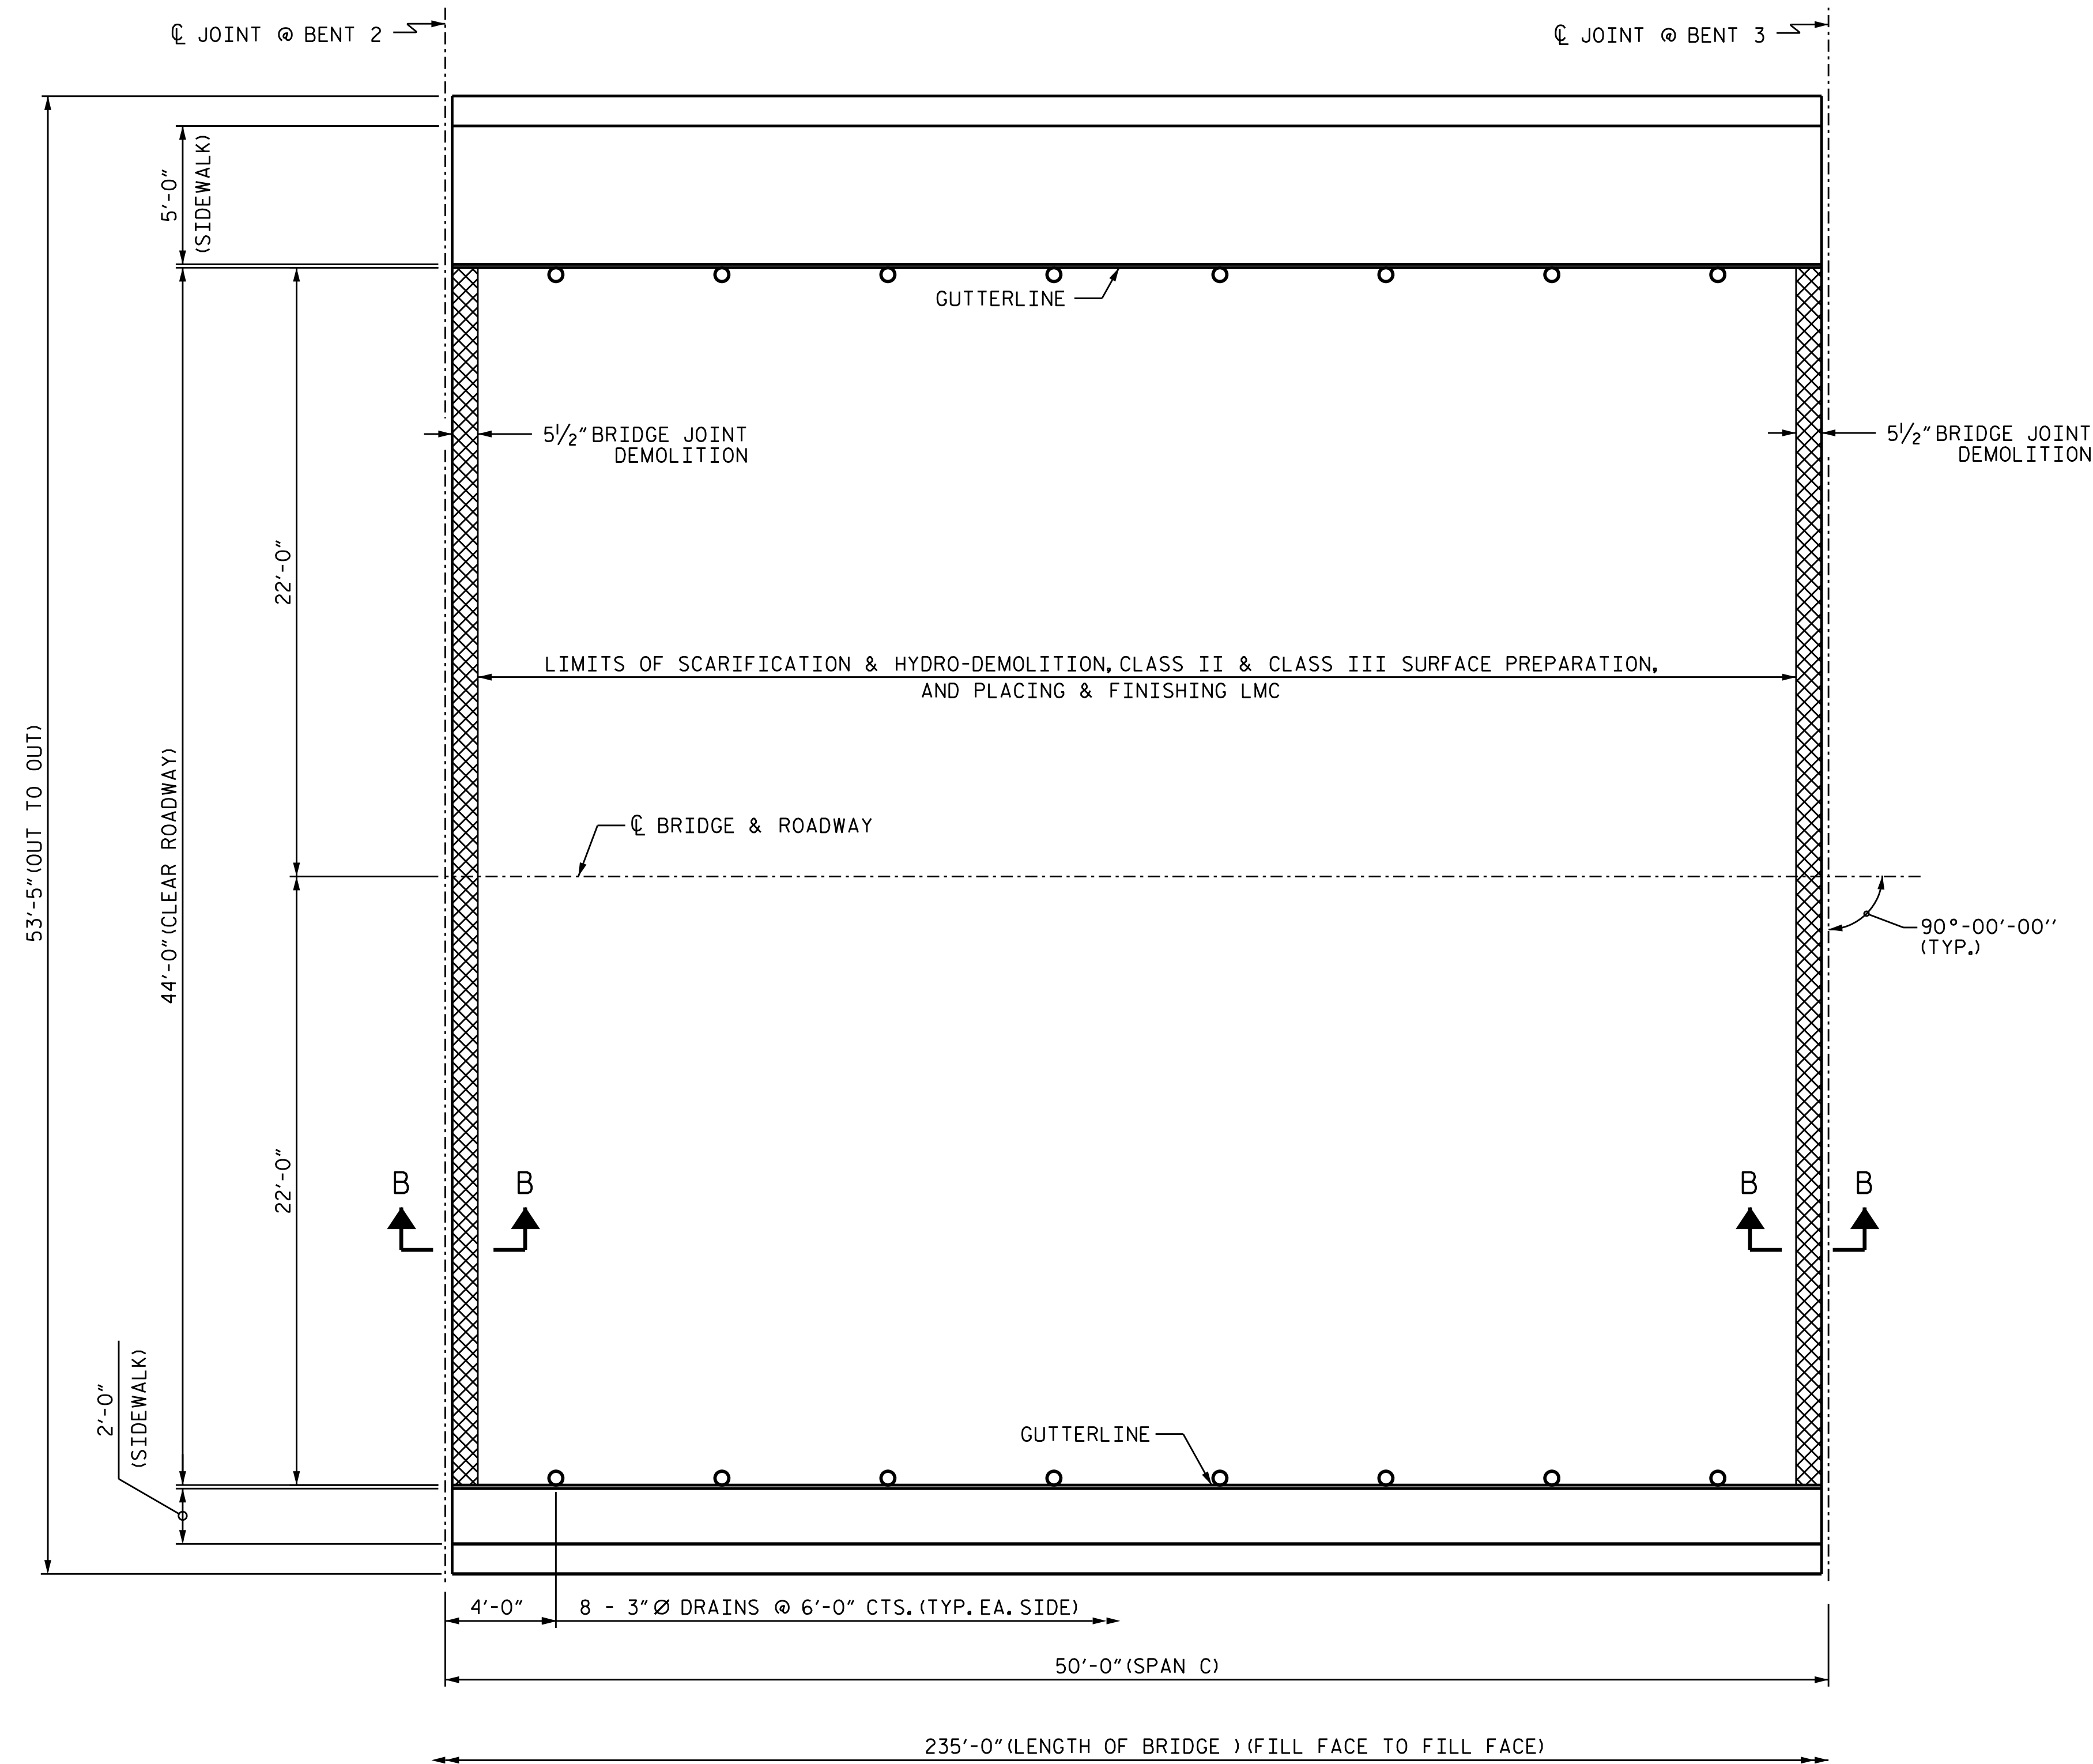 ℄ JOINT @ BENT 2
℄ JOINT @ BENT 3
5'-0"
(SIDEWALK)
GUTTERLINE
5½" BRIDGE JOINT
DEMOLITION
5½" BRIDGE JOINT
DEMOLITION
22'-0"
LIMITS OF SCARIFICATION & HYDRO-DEMOLITION, CLASS II & CLASS III SURFACE PREPARATION,
AND PLACING & FINISHING LMC
53'-5" (OUT TO OUT)
44'-0" (CLEAR ROADWAY)
℄ BRIDGE & ROADWAY
90°-00'-00''
(TYP.)
22'-0"
B
B
B
B
2'-0"
(SIDEWALK)
GUTTERLINE
4'-0"
8 - 3"Ø DRAINS @ 6'-0" CTS. (TYP. EA. SIDE)
50'-0" (SPAN C)
235'-0" (LENGTH OF BRIDGE ) (FILL FACE TO FILL FACE)